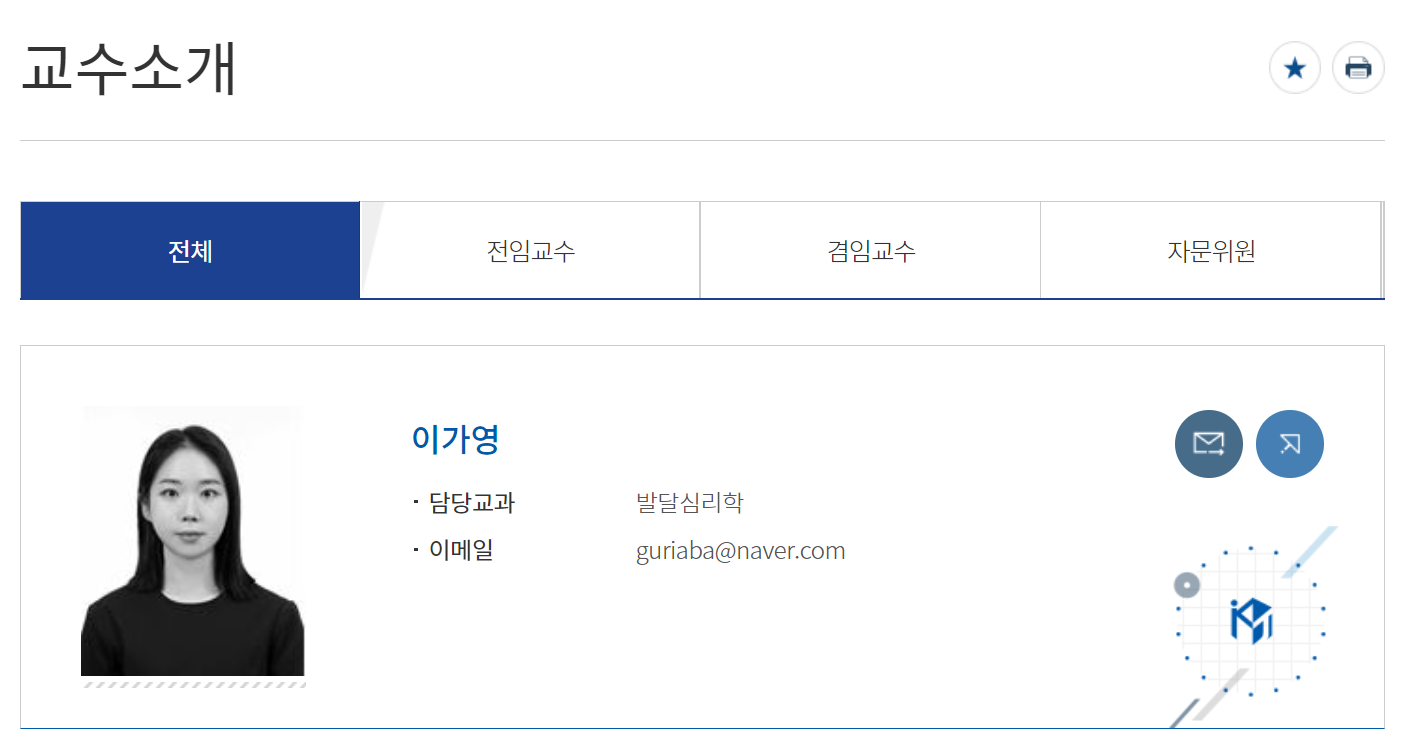 교수소개
전체
전임교수
겸임교수
자문위원
이가영
· 담당교과 발달심리학
· 이메일 guriaba@naver.com